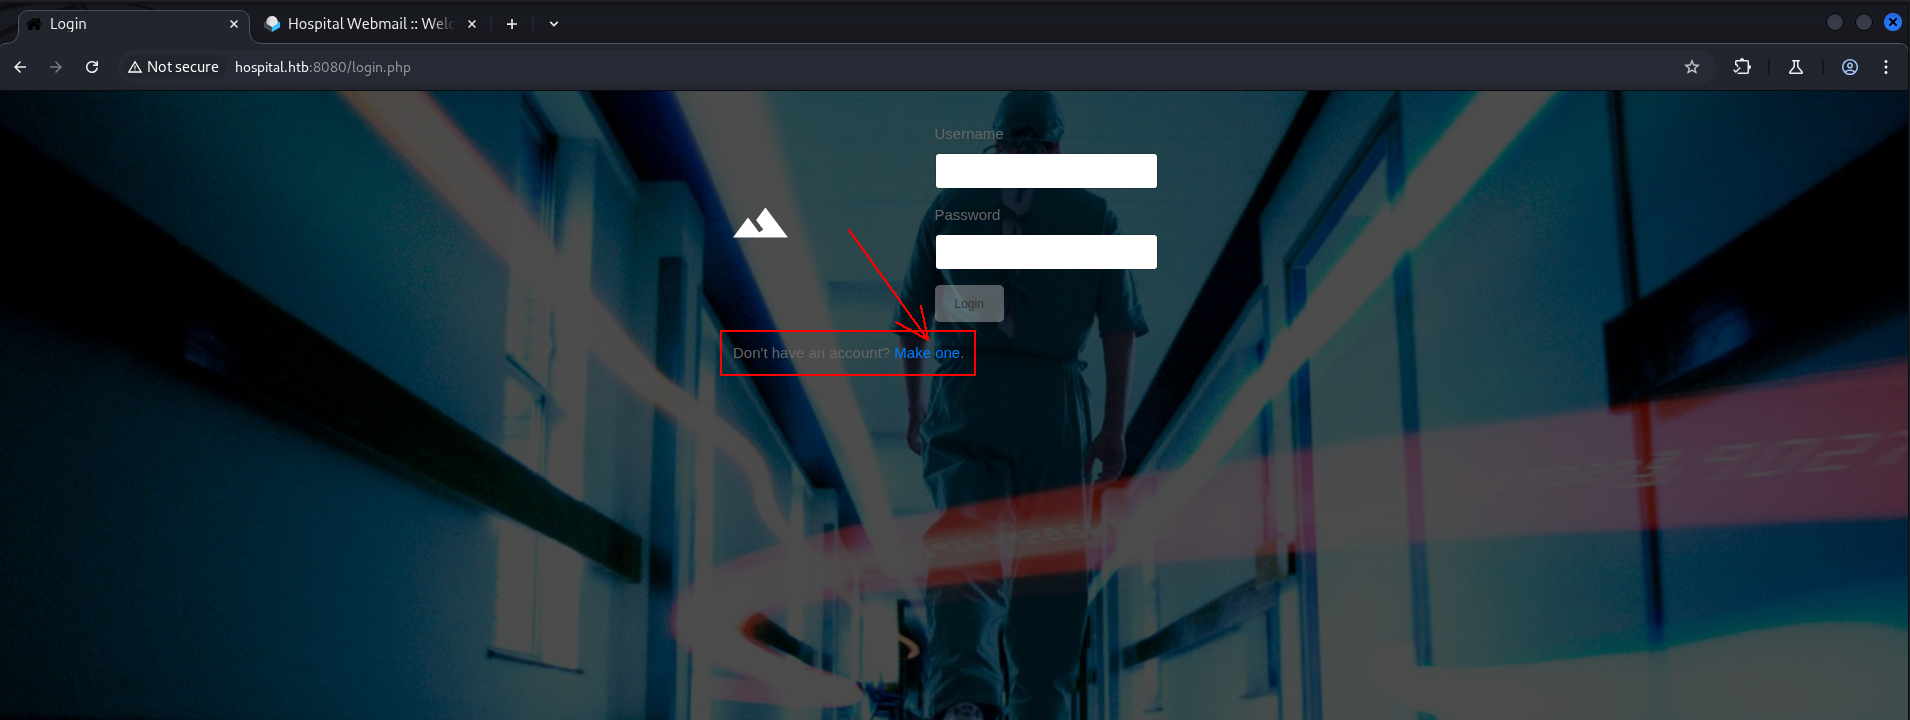 Login
Hospital Webmail :: Welc
Not secure
hospital.htb:8080/login.php
Username
Password
Login
Don't have an account? Make one.